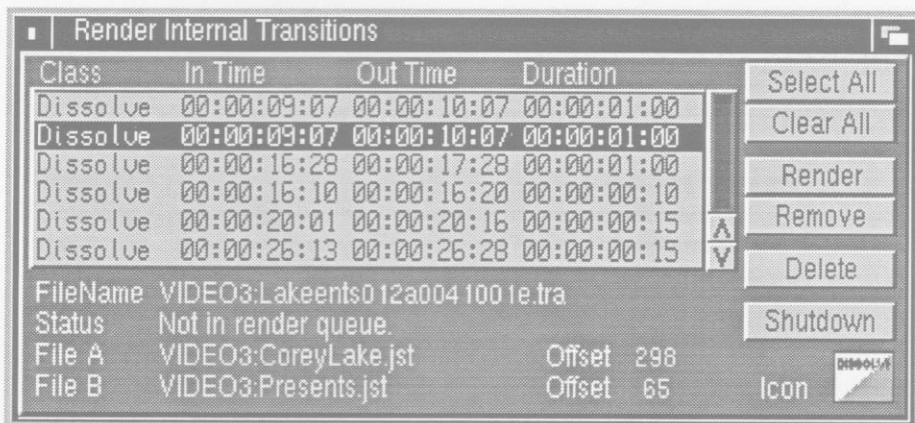 Render Internal Transitions
Class In Time Out Time Duration
Dissolve 00:00:09:07 00:00:10:07 00:00:01:00
Dissolve 00:00:09:07 00:00:10:07 00:00:01:00
Dissolve 00:00:16:28 00:00:17:28 00:00:01:00
Dissolve 00:00:16:10 00:00:16:20 00:00:00:10
Dissolve 00:00:20:01 00:00:20:16 00:00:00:15
Dissolve 00:00:26:13 00:00:26:28 00:00:00:15
Select All
Clear All
Render
Remove
Delete
Shutdown
FileName VIDEO3:Lakeents012a0041001e.tra
Status Not in render queue.
File A VIDEO3:CoreyLake.jst Offset 298
File B VIDEO3:Presents.jst Offset 65
Icon DISSOLVE